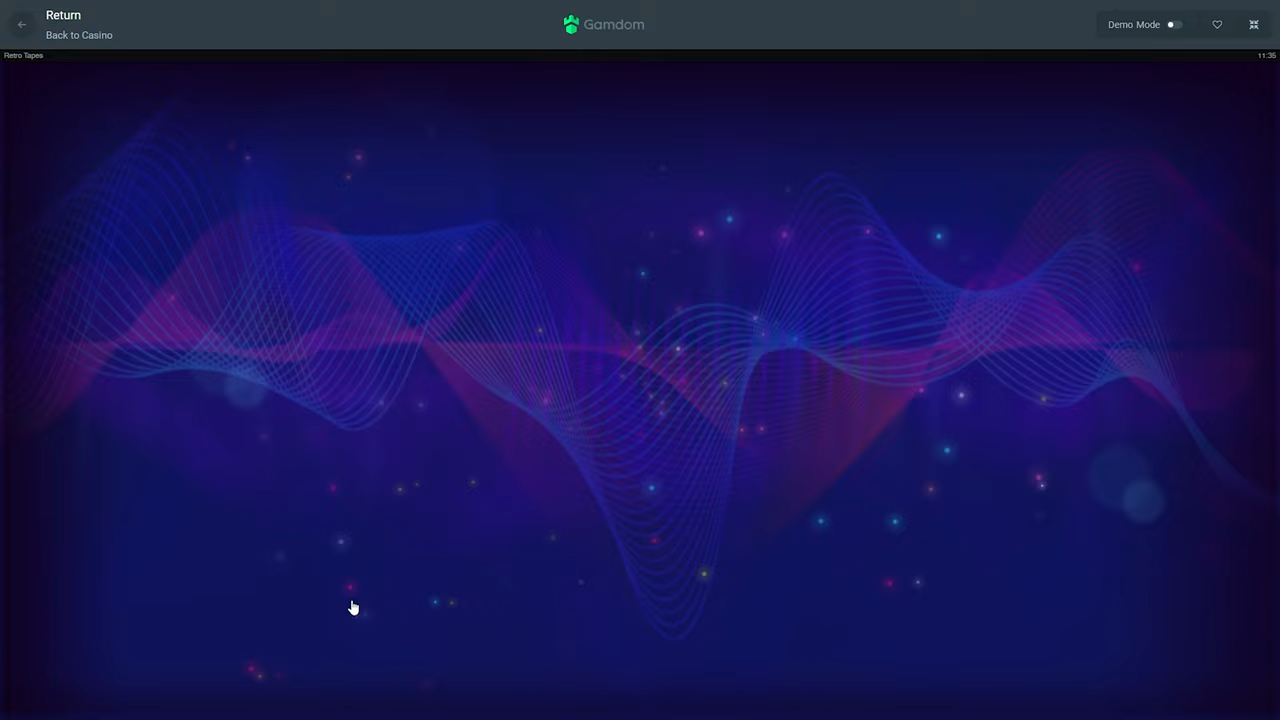 Return
Back to Casino
Gamdom
Demo Mode
Retro Tapes
11:35